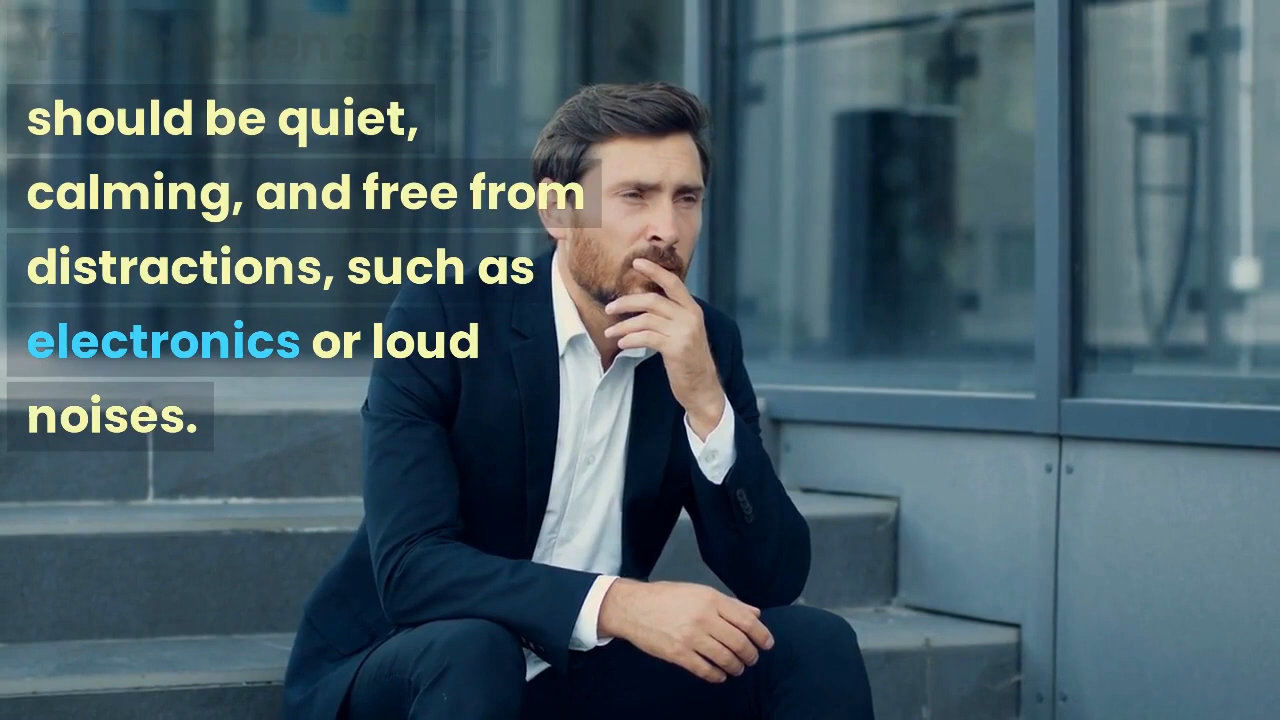 should be quiet,
calming, and free from
distractions, such as
electronics or loud
noises.